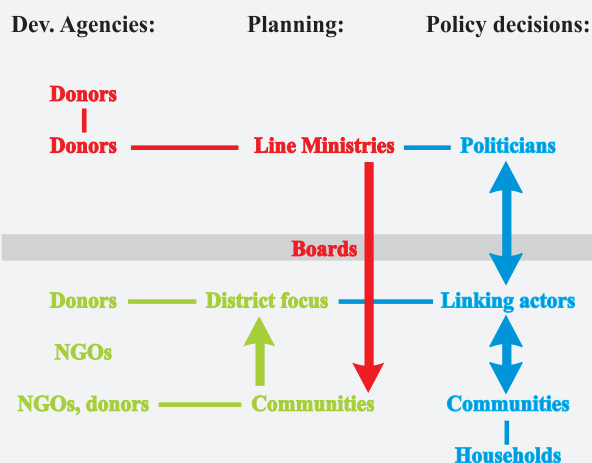 Dev. Agencies: Planning: Policy decisions:
Donors
Donors Line Ministries Politicians
Boards
Donors District focus Linking actors
NGOs
NGOs, donors Communities Communities
Households